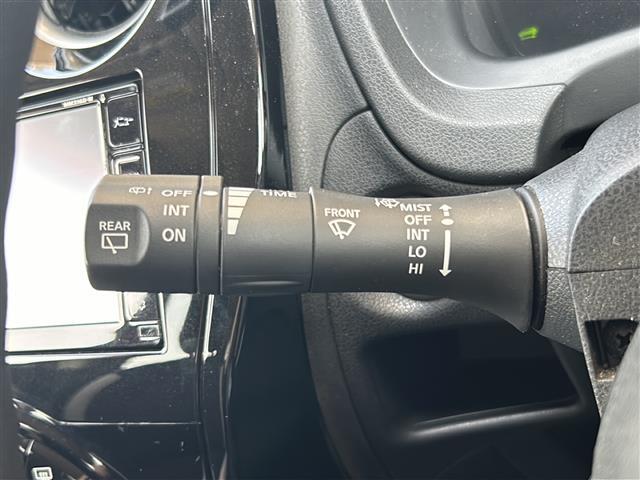 OFF
INT
ON
REAR
TIME
FRONT
MIST
OFF
INT
LO
HI